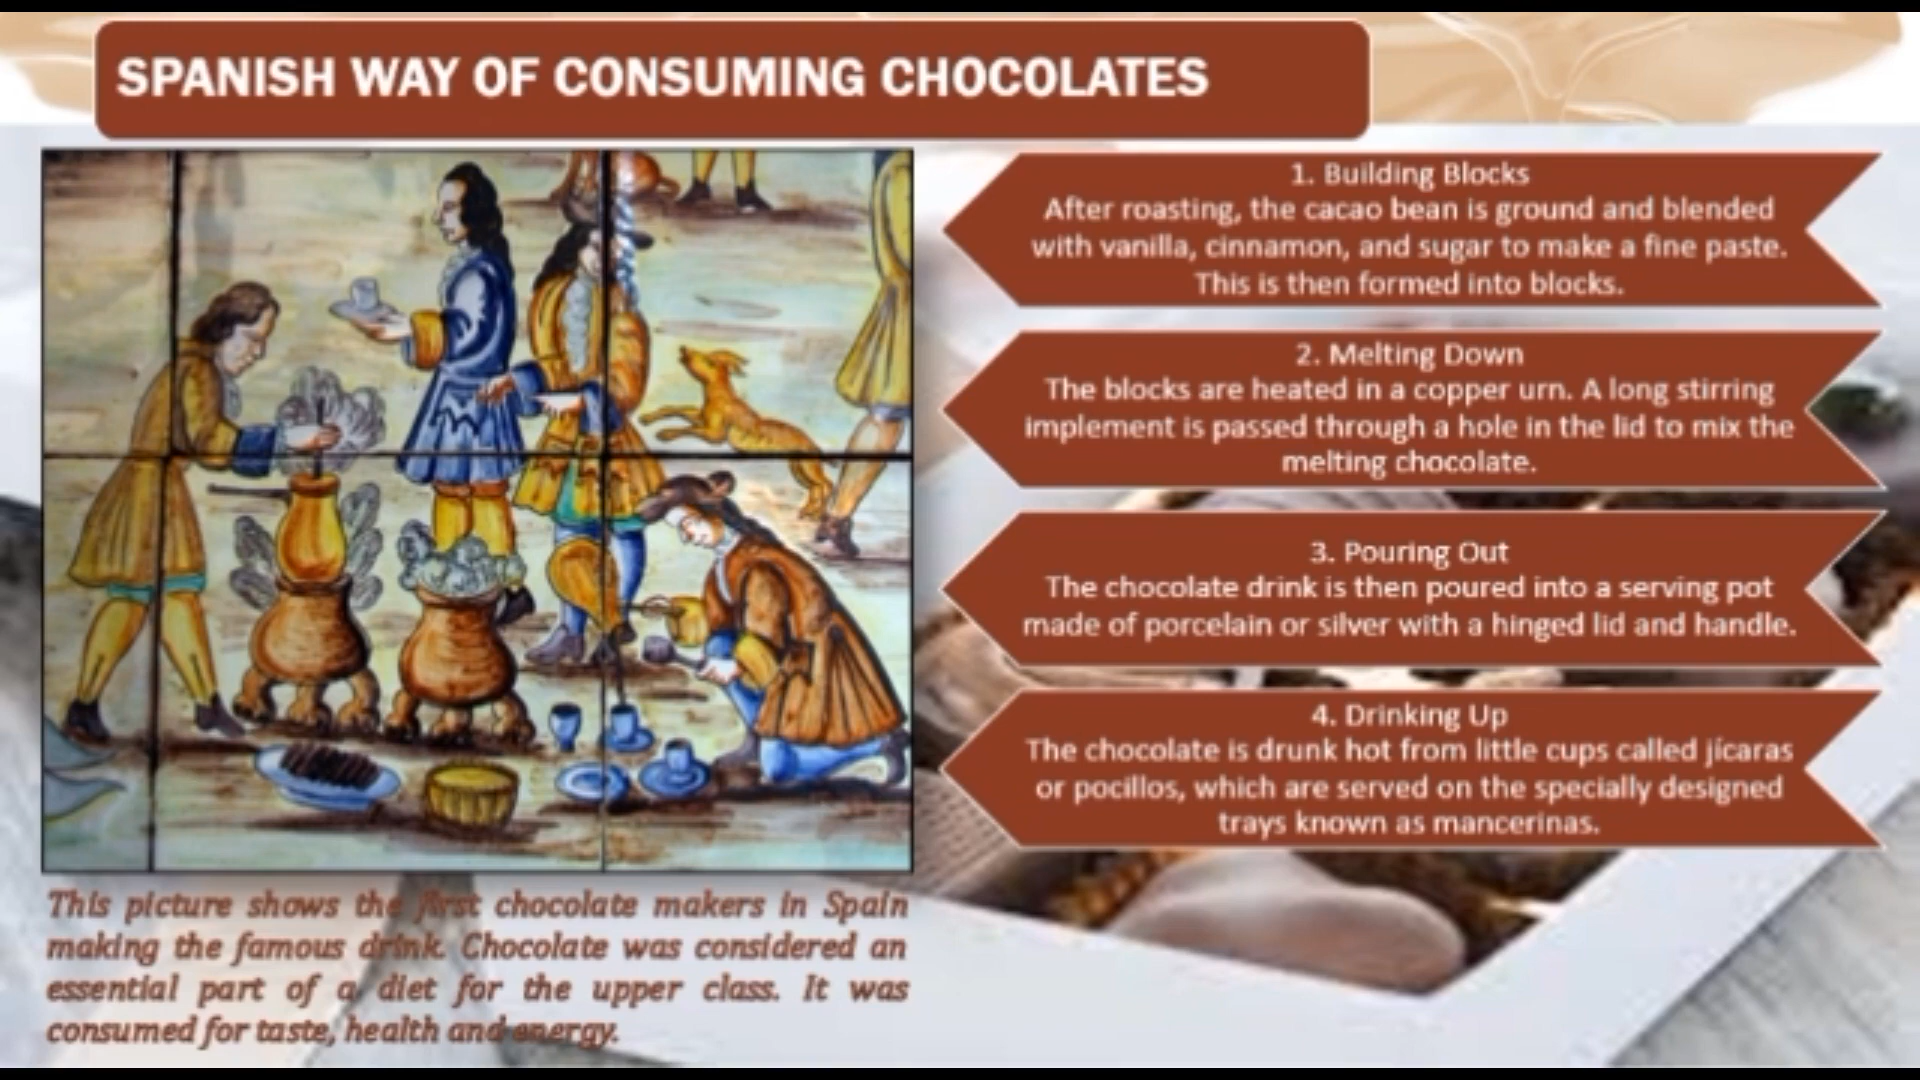 SPANISH WAY OF CONSUMING CHOCOLATES
1. Building Blocks
After roasting, the cacao bean is ground and blended
with vanilla, cinnamon, and sugar to make a fine paste.
This is then formed into blocks.
2. Melting Down
The blocks are heated in a copper urn. A long stirring
implement is passed through a hole in the lid to mix the
melting chocolate.
3. Pouring Out
The chocolate drink is then poured into a serving pot
made of porcelain or silver with a hinged lid and handle.
4. Drinking Up
The chocolate is drunk hot from little cups called jícaras
or pocillos, which are served on the specially designed
trays known as mancerinas.
This picture shows the first chocolate makers in Spain
making the famous drink. Chocolate was considered an
essential part of a diet for the upper class. It was
consumed for taste, health and energy.